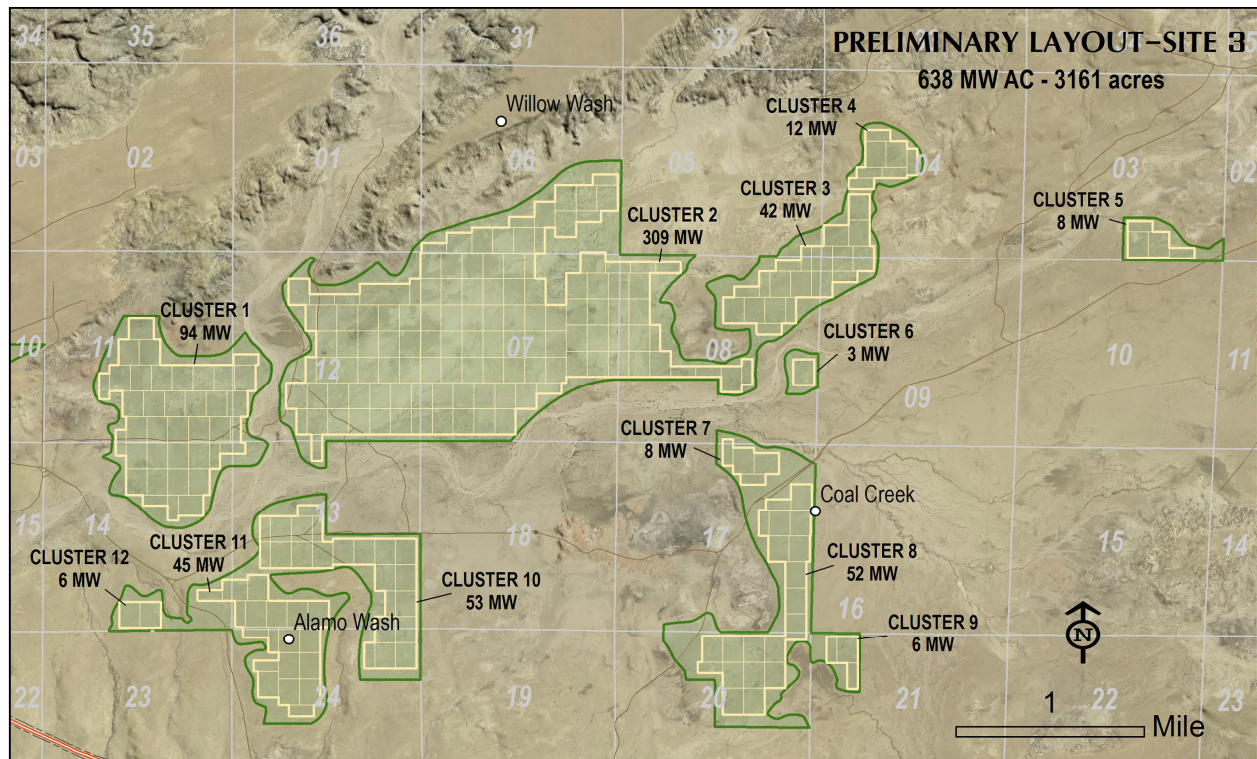 34
35
36
31
32
33
34
35
PRELIMINARY LAYOUT–SITE 3
638 MW AC - 3161 acres
Willow Wash
CLUSTER 4
12 MW
03
02
01
06
05
04
03
02
CLUSTER 3
42 MW
CLUSTER 5
8 MW
CLUSTER 2
309 MW
CLUSTER 1
94 MW
CLUSTER 6
3 MW
10
11
12
07
08
09
10
11
CLUSTER 7
8 MW
Coal Creek
15
14
13
18
17
16
15
14
CLUSTER 12
6 MW
CLUSTER 11
45 MW
CLUSTER 10
53 MW
CLUSTER 8
52 MW
Alamo Wash
CLUSTER 9
6 MW
N
22
23
24
19
20
21
22
23
1
Mile